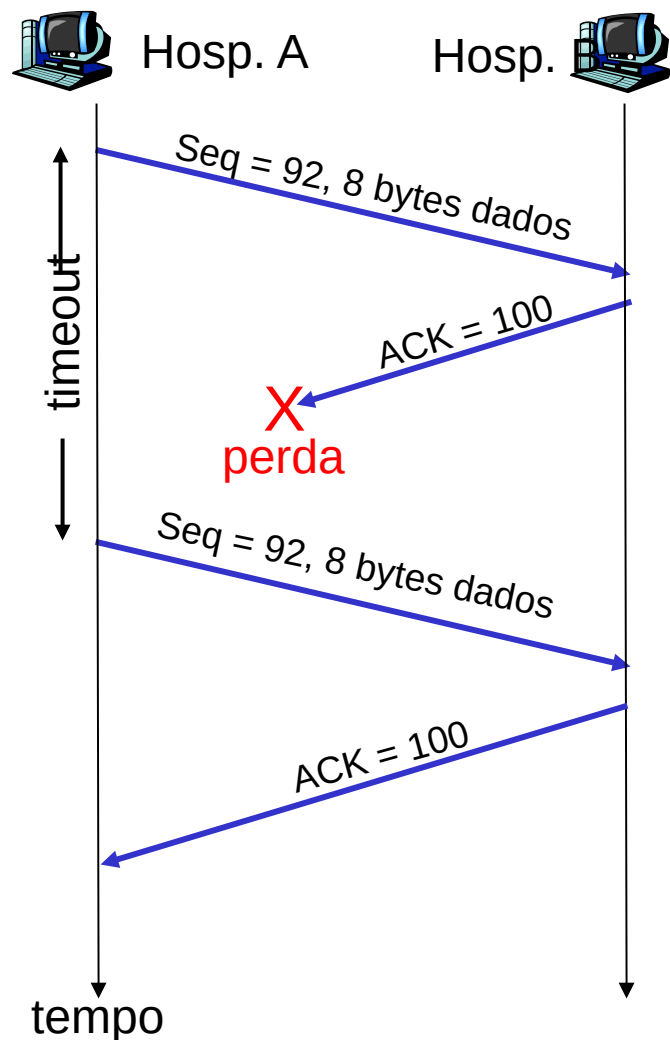 Hosp. A
Hosp. B
Seq = 92, 8 bytes dados
timeout
ACK = 100
X
perda
Seq = 92, 8 bytes dados
ACK = 100
tempo